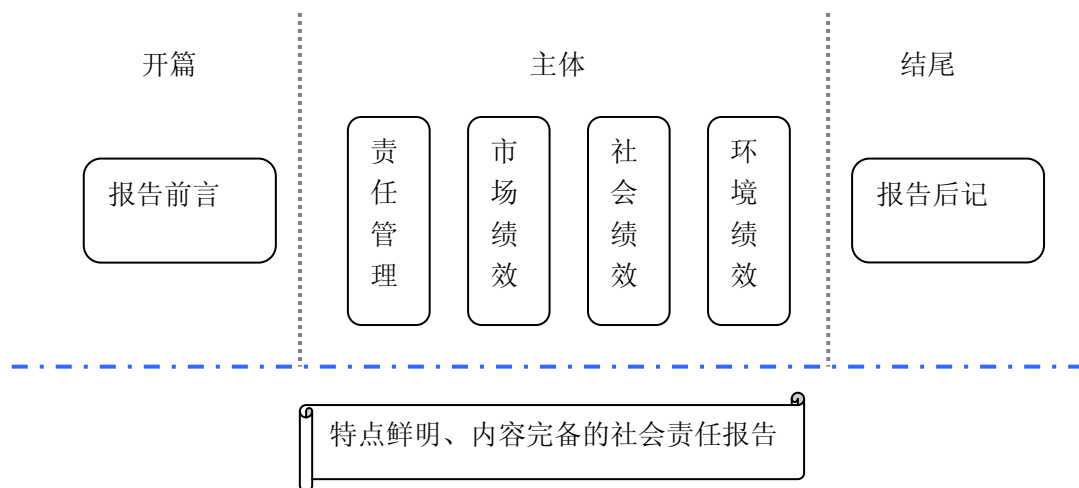 开篇
主体
结尾
报告前言
责任管理
市场绩效
社会绩效
环境绩效
报告后记
特点鲜明、内容完备的社会责任报告